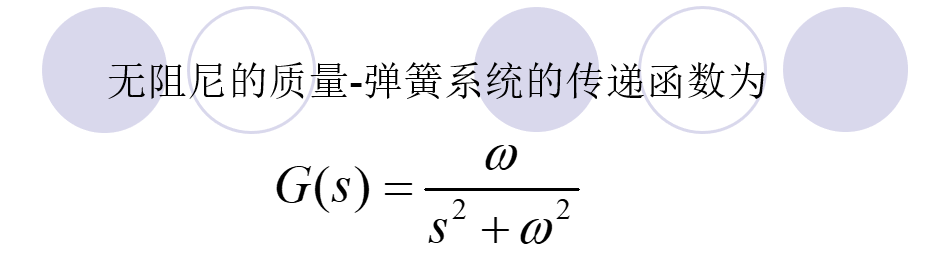 无阻尼的质量-弹簧系统的传递函数为
G(s) = ω / (s² + ω²)